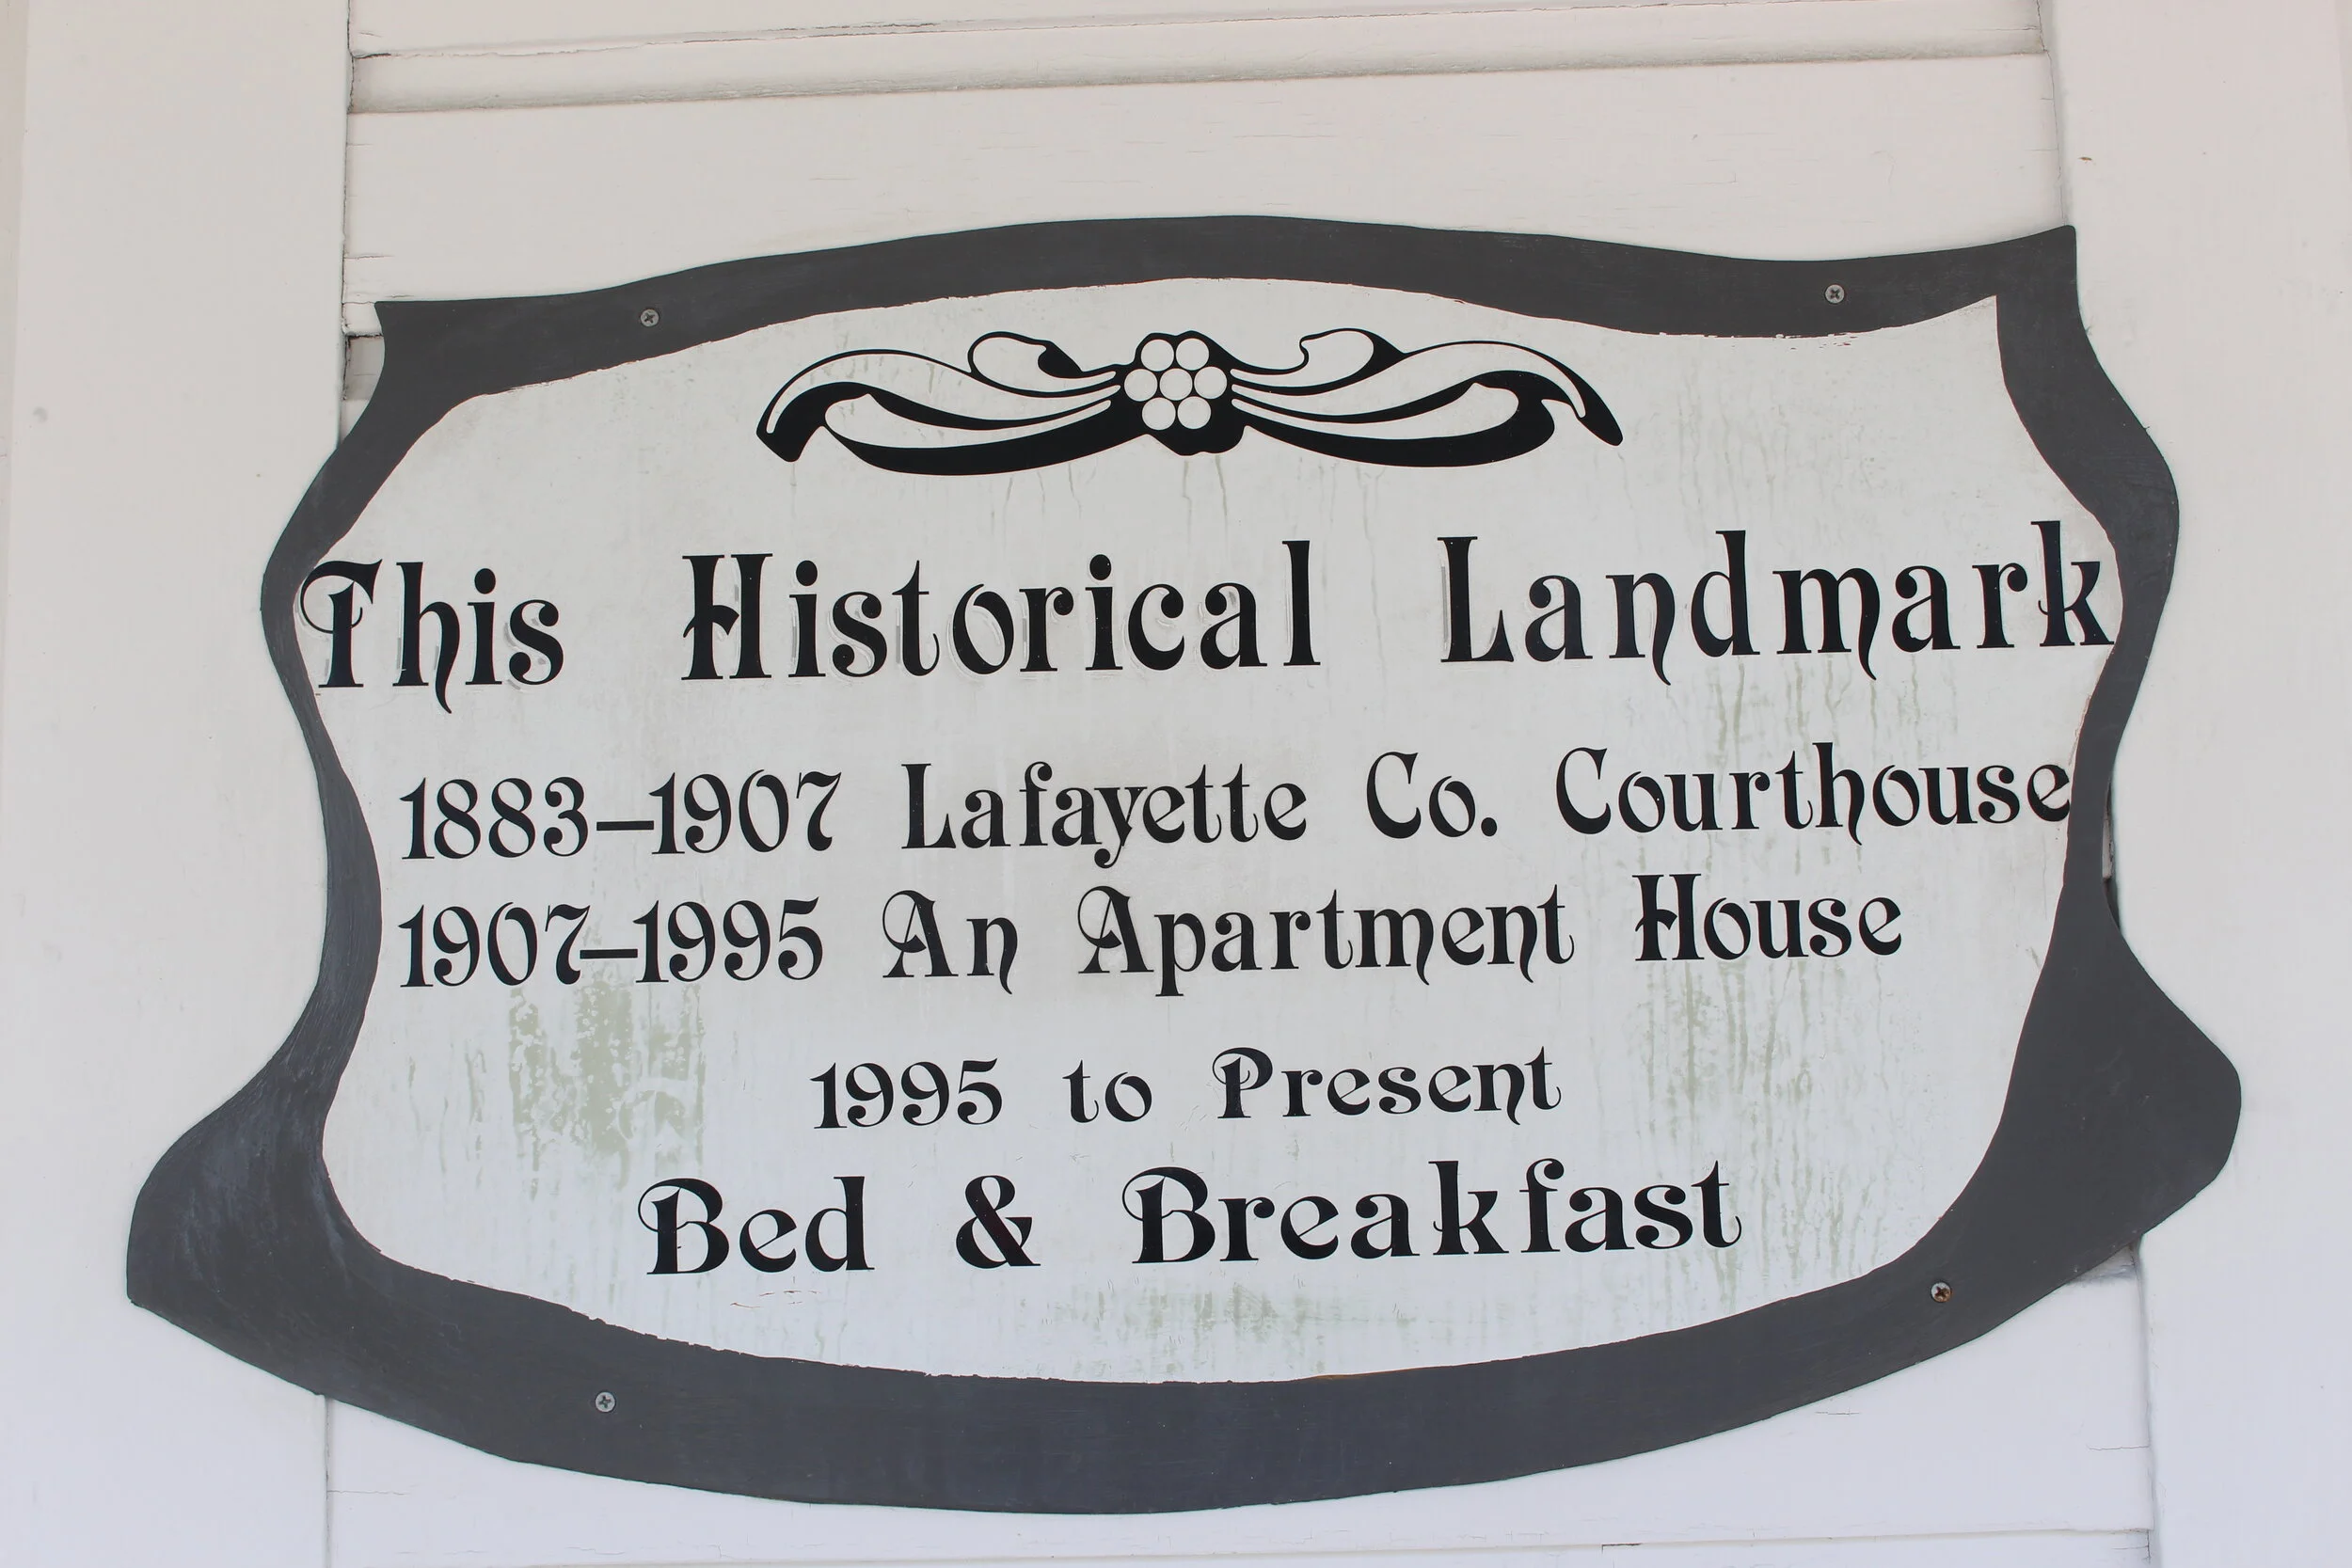 This Historical Landmark
1883–1907 Lafayette Co. Courthouse
1907–1995 An Apartment House
1995 to Present
Bed & Breakfast